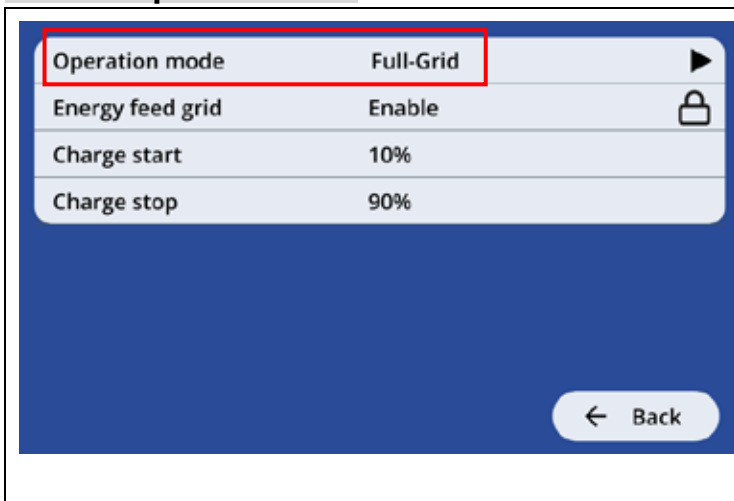 Operation mode Full-Grid
Energy feed grid Enable
Charge start 10%
Charge stop 90%
← Back